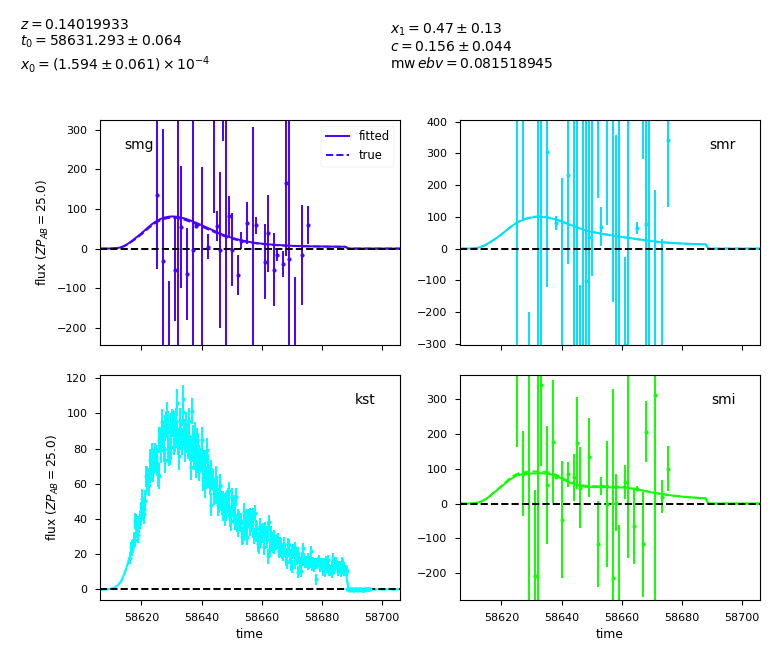 z = 0.14019933
t₀ = 58631.293 ± 0.064
x₀ = (1.594 ± 0.061) × 10⁻⁴
x₁ = 0.47 ± 0.13
c = 0.156 ± 0.044
mw ebv = 0.081518945
smg
fitted
true
300
200
100
0
−100
−200
flux (ZP_AB = 25.0)
smr
400
300
200
100
0
−100
−200
−300
kst
120
100
80
60
40
20
0
flux (ZP_AB = 25.0)
58620 58640 58660 58680 58700
time
smi
300
200
100
0
−100
−200
58620 58640 58660 58680 58700
time